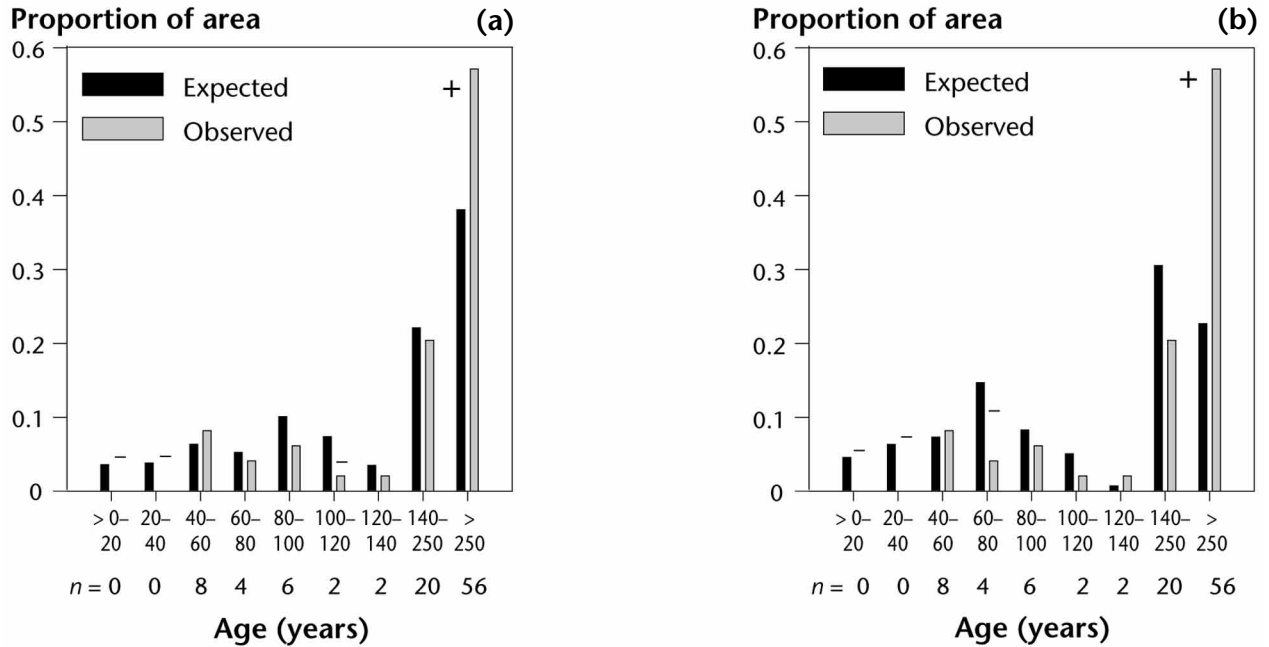 Proportion of area (a)
0.6
Expected
+
0.5
Observed
0.4
0.3
0.2
0.1
– – –
0
> 0– 20– 40– 60– 80– 100– 120– 140– >
20 40 60 80 100 120 140 250 250
n = 0 0 8 4 6 2 2 20 56
Age (years)
Proportion of area (b)
0.6
Expected
+
0.5
Observed
0.4
0.3
0.2
0.1
– – –
0
> 0– 20– 40– 60– 80– 100– 120– 140– >
20 40 60 80 100 120 140 250 250
n = 0 0 8 4 6 2 2 20 56
Age (years)